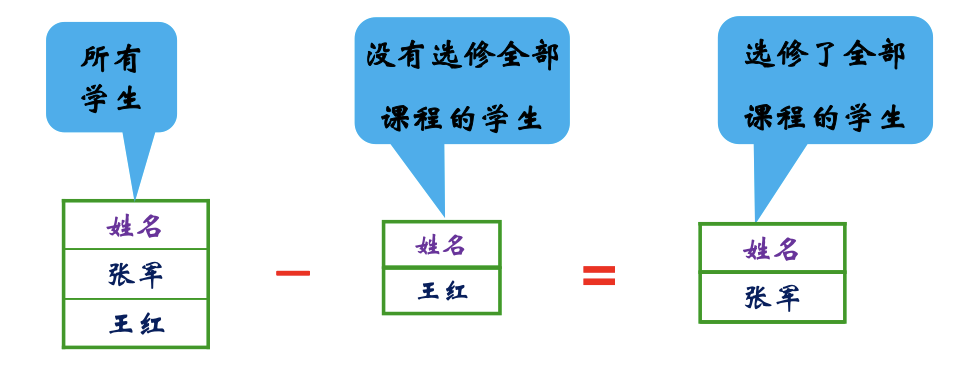 所有
学生
没有选修全部
课程的学生
选修了全部
课程的学生
姓名
张军
王红
－
姓名
王红
＝
姓名
张军